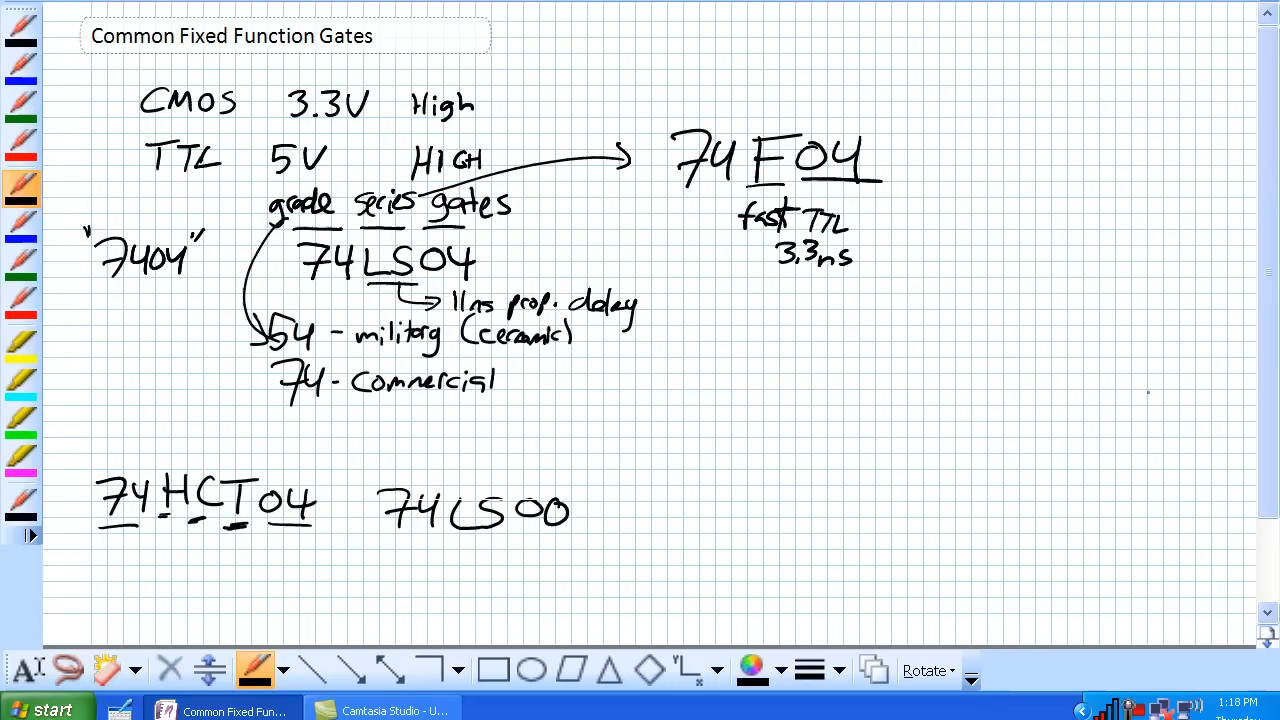 Common Fixed Function Gates
CMOS 3.3V High
TTL 5V HIGH
grade series gates
"7404"
74LS04
11ns prop. delay
54 - military (ceramic)
74 - commercial
74F04
fast TTL
3.3ns
74HCT04 74LS00
Rotate
start
Common Fixed Fun...
Camtasia Studio - U...
1:18 PM
Thursday